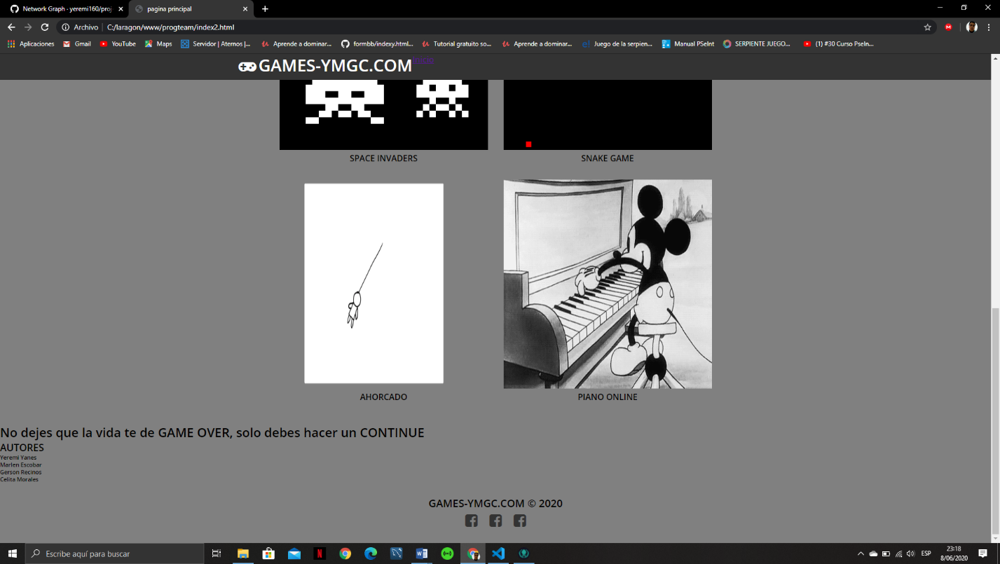 Network Graph - yeremi160/proj
pagina principal
Archivo
C:/laragon/www/progteam/index2.html
Aplicaciones
Gmail
YouTube
Maps
Servidor | Aternos |...
Aprende a dominar...
formbb/indexy.html...
Tutorial gratuito so...
Aprende a dominar...
Juego de la serpien...
Manual PSeInt
SERPIENTE JUEGO...
(1) #30 Curso PseIn...
GAMES-YMGC.COM
SPACE INVADERS
SNAKE GAME
AHORCADO
PIANO ONLINE
No dejes que la vida te de GAME OVER, solo debes hacer un CONTINUE
AUTORES
Yeremi Yanes
Marlen Escobar
Gerson Recinos
Celita Morales
GAMES-YMGC.COM © 2020
Escribe aquí para buscar
ESP
23:18
8/06/2020